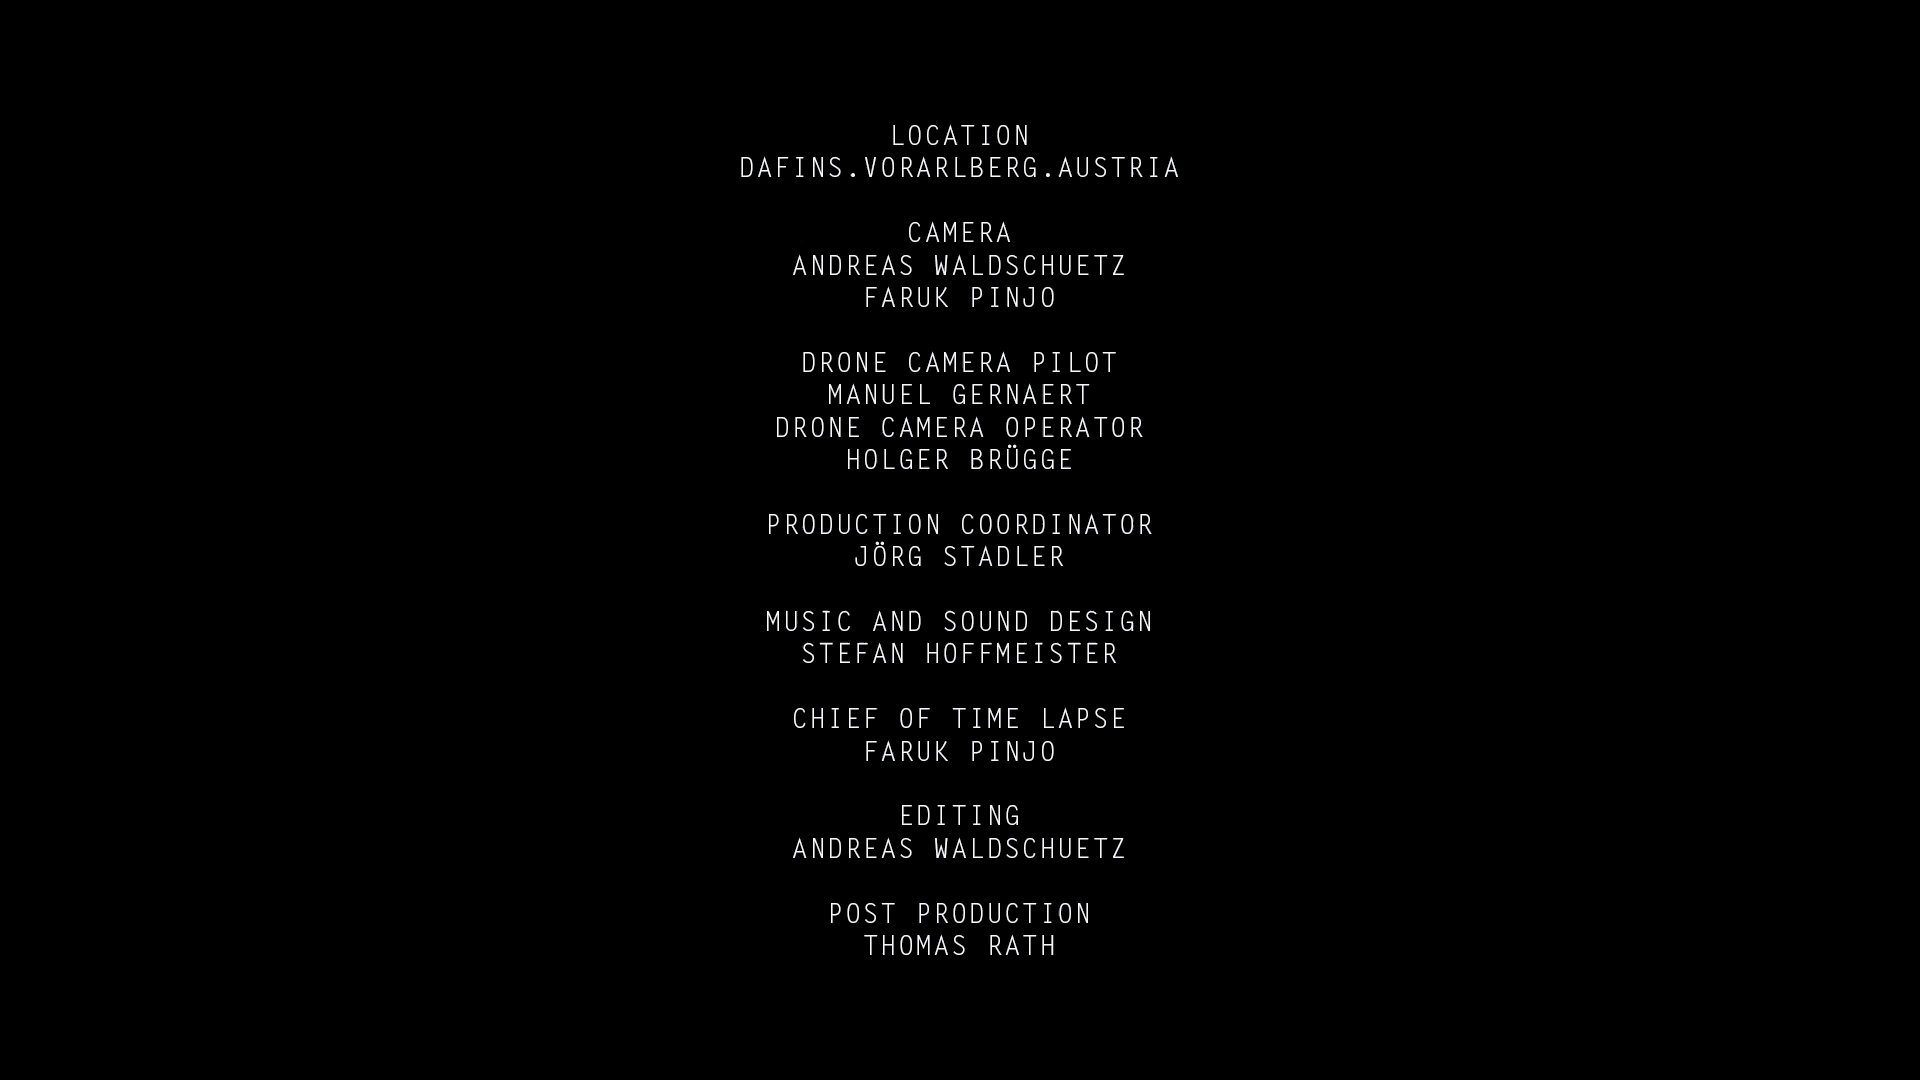 LOCATION
DAFINS.VORARLBERG.AUSTRIA
CAMERA
ANDREAS WALDSCHUETZ
FARUK PINJO
DRONE CAMERA PILOT
MANUEL GERNAERT
DRONE CAMERA OPERATOR
HOLGER BRÜGGE
PRODUCTION COORDINATOR
JÖRG STADLER
MUSIC AND SOUND DESIGN
STEFAN HOFFMEISTER
CHIEF OF TIME LAPSE
FARUK PINJO
EDITING
ANDREAS WALDSCHUETZ
POST PRODUCTION
THOMAS RATH